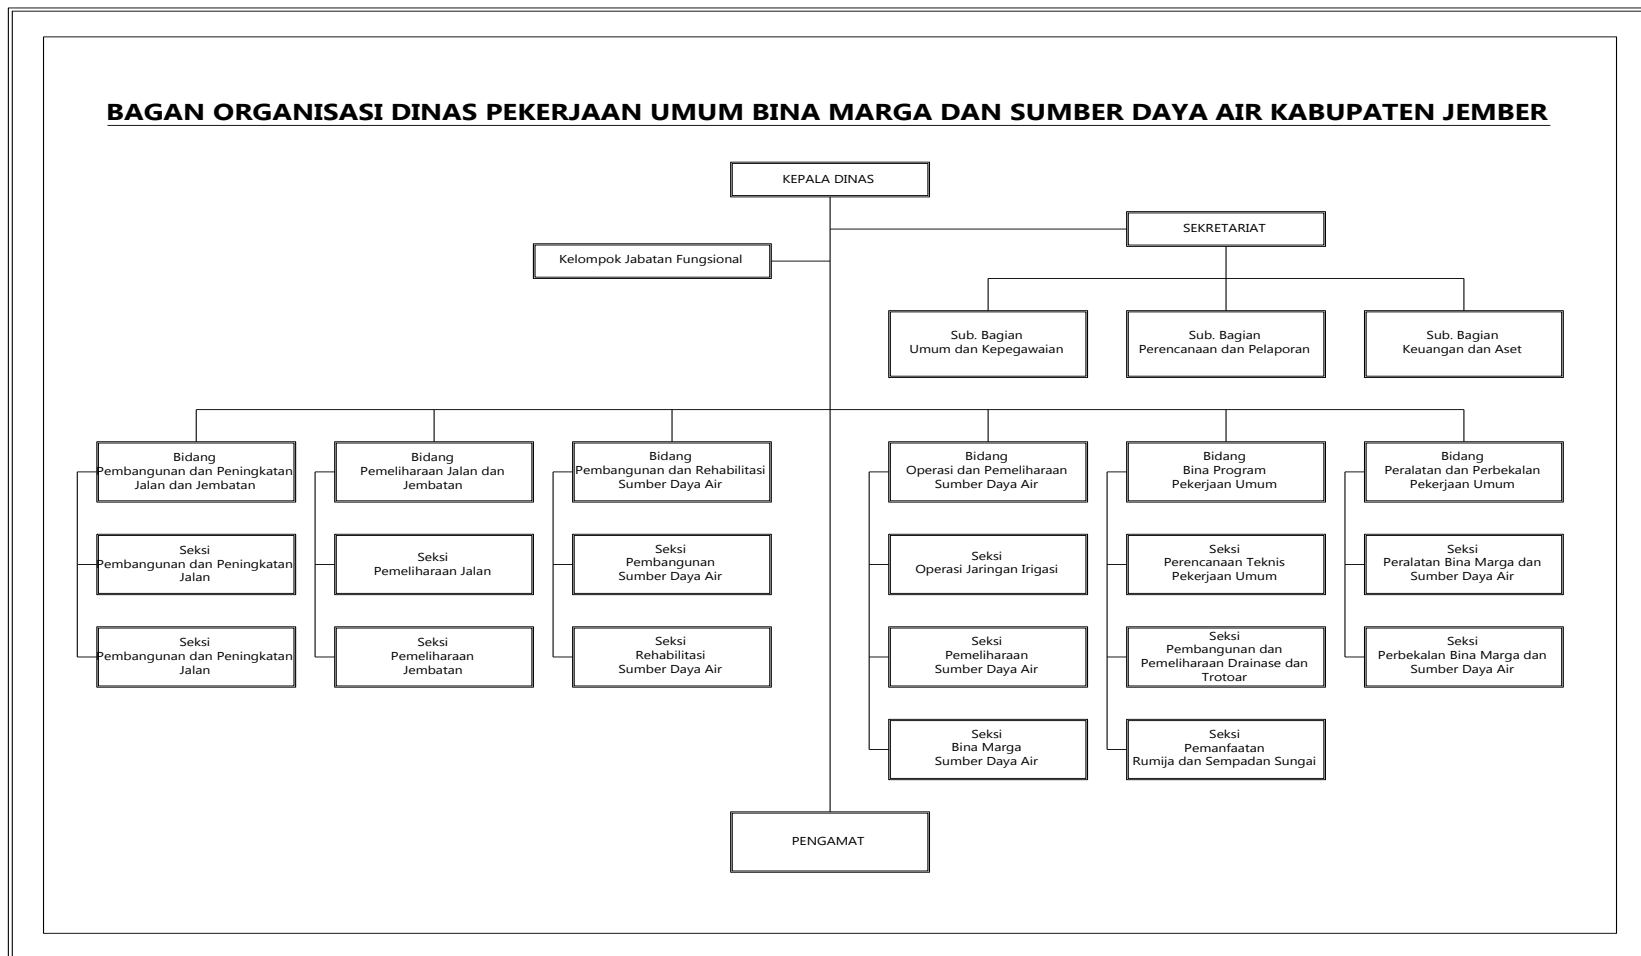 BAGAN ORGANISASI DINAS PEKERJAAN UMUM BINA MARGA DAN SUMBER DAYA AIR KABUPATEN JEMBER
KEPALA DINAS
SEKRETARIAT
Kelompok Jabatan Fungsional
Sub. Bagian
Umum dan Kepegawaian
Sub. Bagian
Perencanaan dan Pelaporan
Sub. Bagian
Keuangan dan Aset
Bidang
Pembangunan dan Peningkatan
Jalan dan Jembatan
Bidang
Pemeliharaan Jalan dan
Jembatan
Bidang
Pembangunan dan Rehabilitasi
Sumber Daya Air
Bidang
Operasi dan Pemeliharaan
Sumber Daya Air
Bidang
Bina Program
Pekerjaan Umum
Bidang
Peralatan dan Perbekalan
Pekerjaan Umum
Seksi
Pembangunan dan Peningkatan
Jalan
Seksi
Pemeliharaan Jalan
Seksi
Pembangunan
Sumber Daya Air
Seksi
Operasi Jaringan Irigasi
Seksi
Perencanaan Teknis
Pekerjaan Umum
Seksi
Peralatan Bina Marga dan
Sumber Daya Air
Seksi
Pembangunan dan Peningkatan
Jalan
Seksi
Pemeliharaan
Jembatan
Seksi
Rehabilitasi
Sumber Daya Air
Seksi
Pemeliharaan
Sumber Daya Air
Seksi
Pembangunan dan
Pemeliharaan Drainase dan
Trotoar
Seksi
Perbekalan Bina Marga dan
Sumber Daya Air
Seksi
Bina Marga
Sumber Daya Air
Seksi
Pemanfaatan
Rumija dan Sempadan Sungai
PENGAMAT